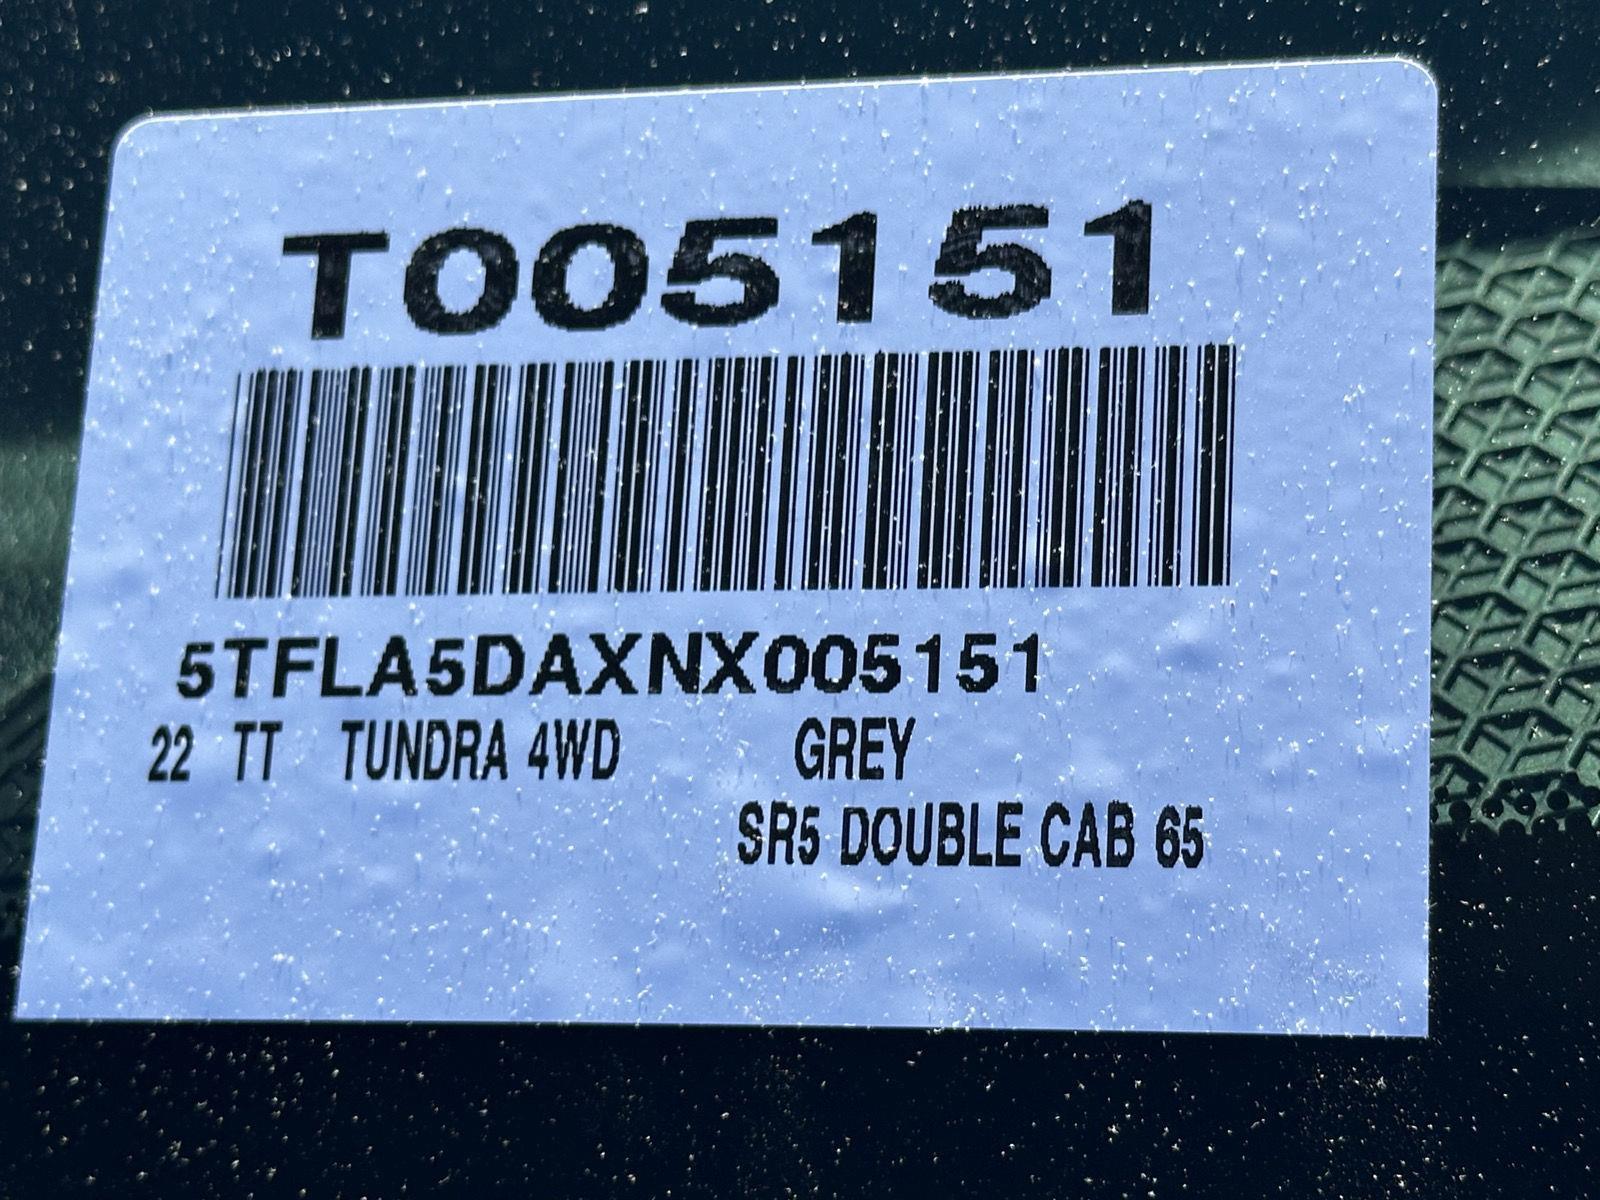 T005151
5TFLA5DAXNX005151
22 TT TUNDRA 4WD GREY
SR5 DOUBLE CAB 65